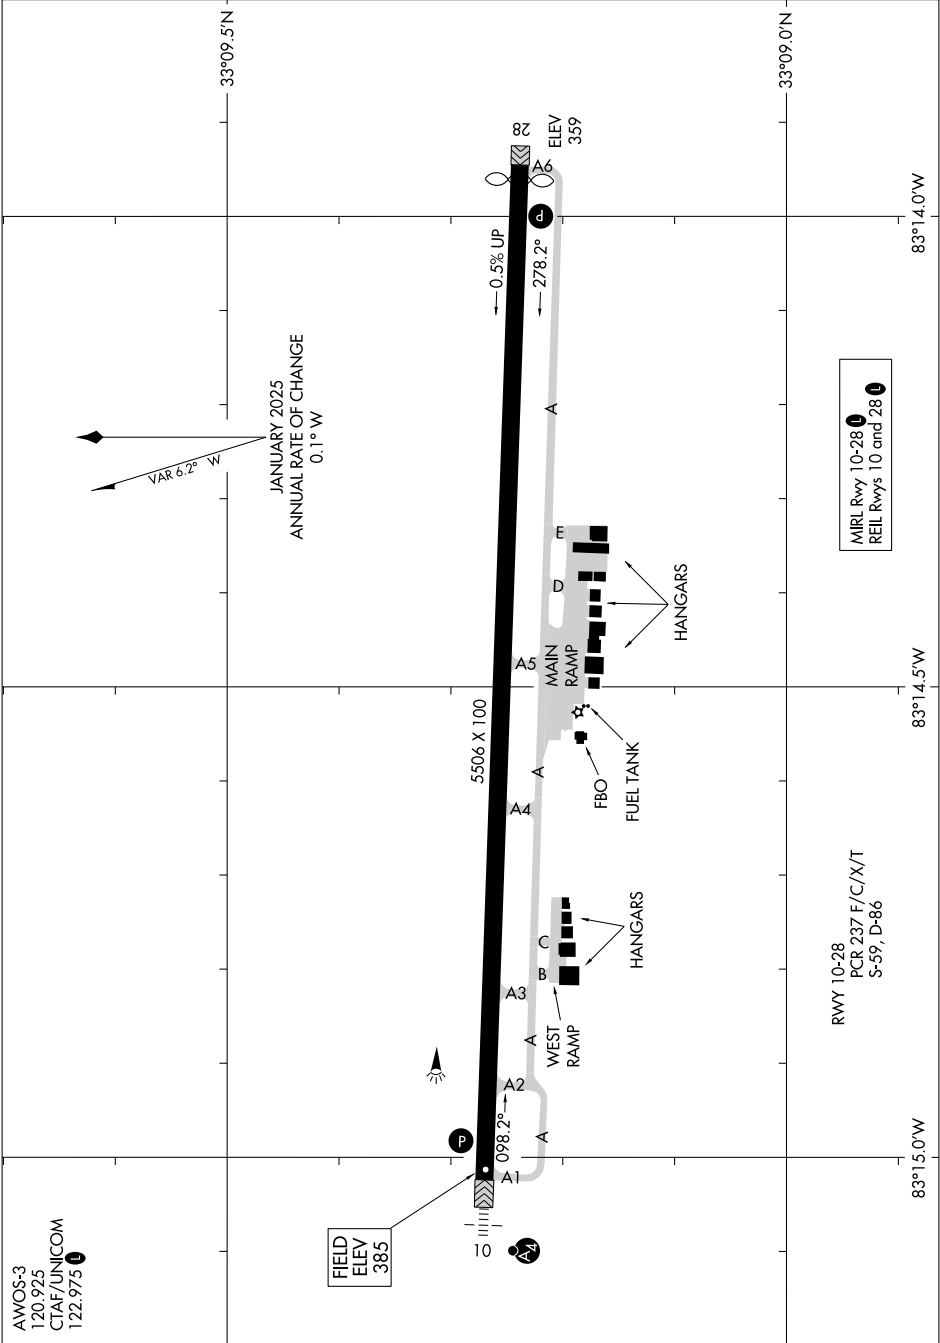 AWOS-3
120.925
CTAF/UNICOM
122.975 L
33°09.5'N
33°09.0'N
83°14.0'W
83°14.5'W
83°15.0'W
JANUARY 2025
ANNUAL RATE OF CHANGE
0.1° W
VAR 6.2° W
28
ELEV
359
A6
P
0.5% UP
278.2°
A
E
D
MAIN
RAMP
A5
HANGARS
5506 X 100
A
A4
FBO
FUEL TANK
C
B
A3
HANGARS
WEST
RAMP
A
A2
098.2°
A
A1
P
FIELD
ELEV
385
10
A4
MIRL Rwy 10-28 L
REIL Rwys 10 and 28 L
RWY 10-28
PCR 237 F/C/X/T
S-59, D-86